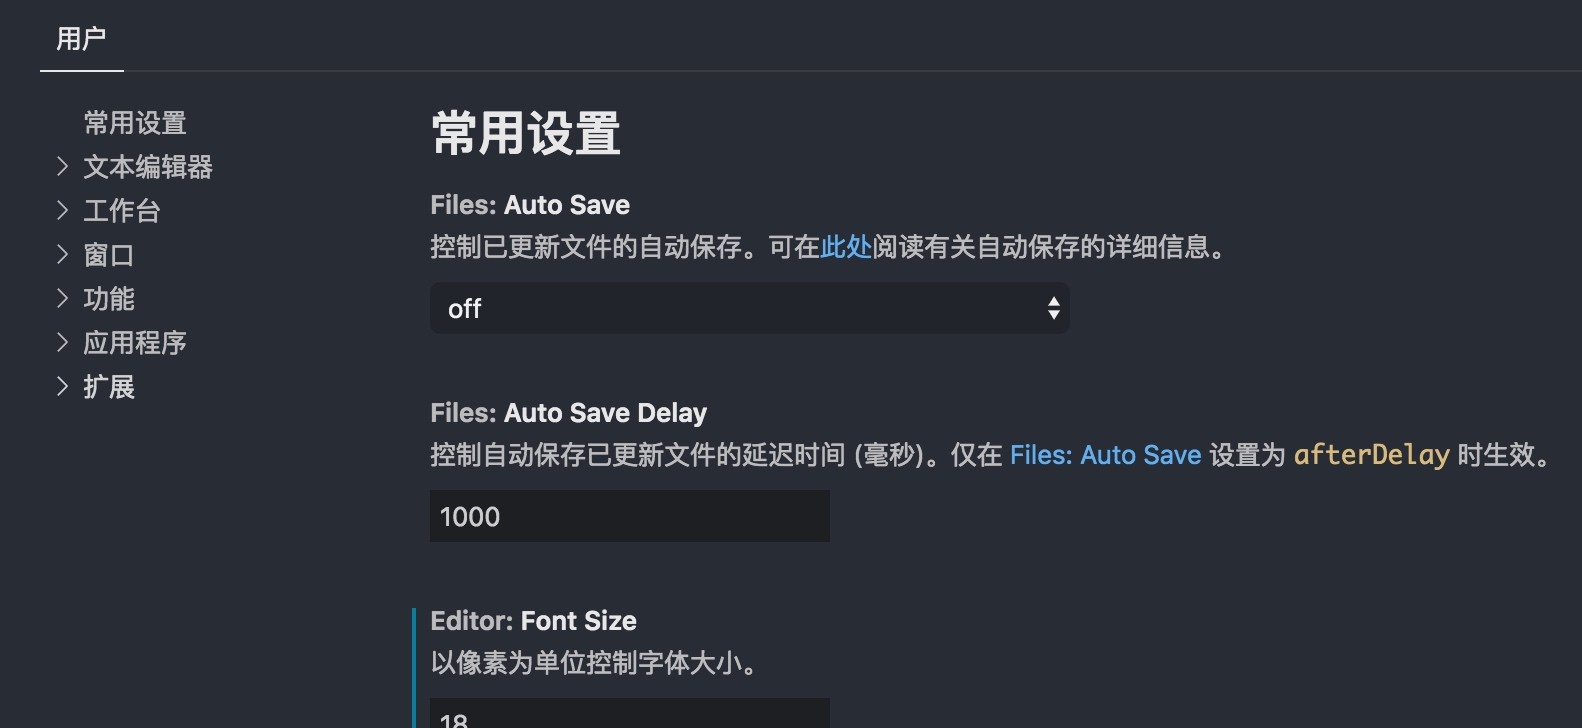 用户
常用设置
文本编辑器
工作台
窗口
功能
应用程序
扩展
常用设置
Files: Auto Save
控制已更新文件的自动保存。可在此处阅读有关自动保存的详细信息。
off
Files: Auto Save Delay
控制自动保存已更新文件的延迟时间 (毫秒)。仅在 Files: Auto Save 设置为 afterDelay 时生效。
1000
Editor: Font Size
以像素为单位控制字体大小。
18